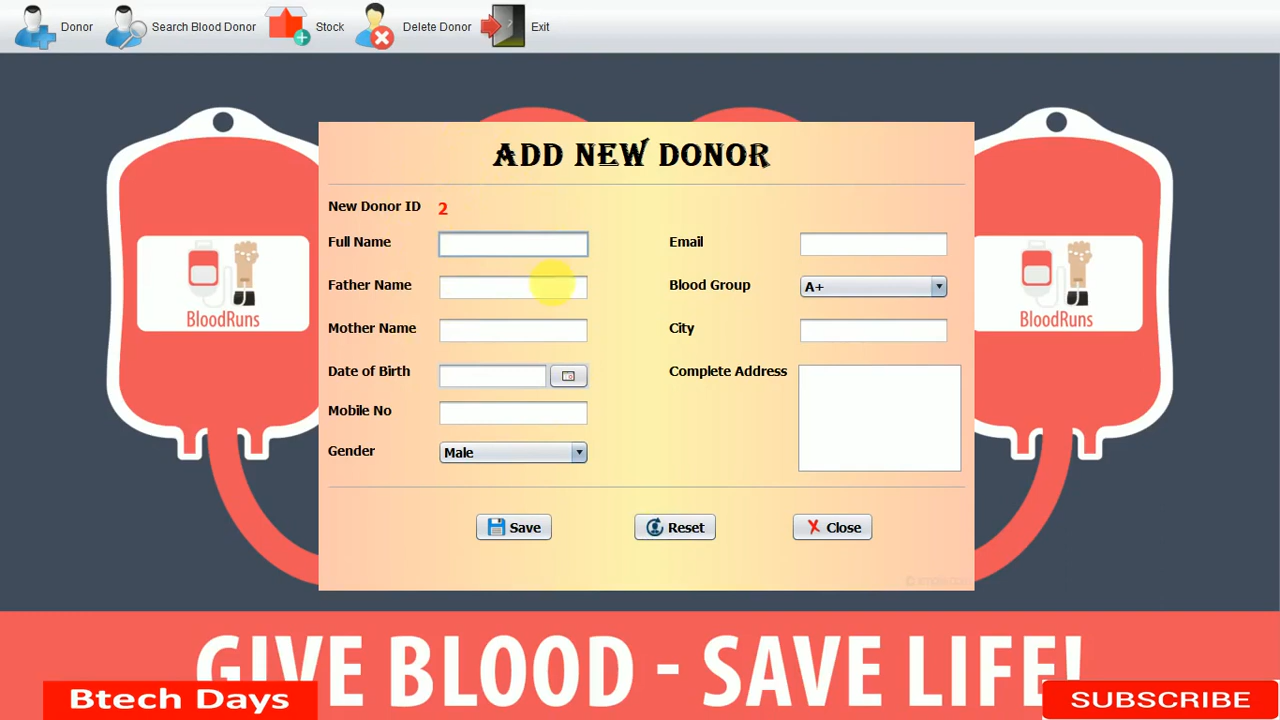 Donor
Search Blood Donor
Stock
Delete Donor
Exit
ADD NEW DONOR
New Donor ID 2
Full Name
Email
Father Name
Blood Group A+
Mother Name
City
Date of Birth
Complete Address
Mobile No
Gender Male
Save
Reset
Close
BloodRuns
BloodRuns
GIVE BLOOD - SAVE LIFE!
Btech Days
SUBSCRIBE